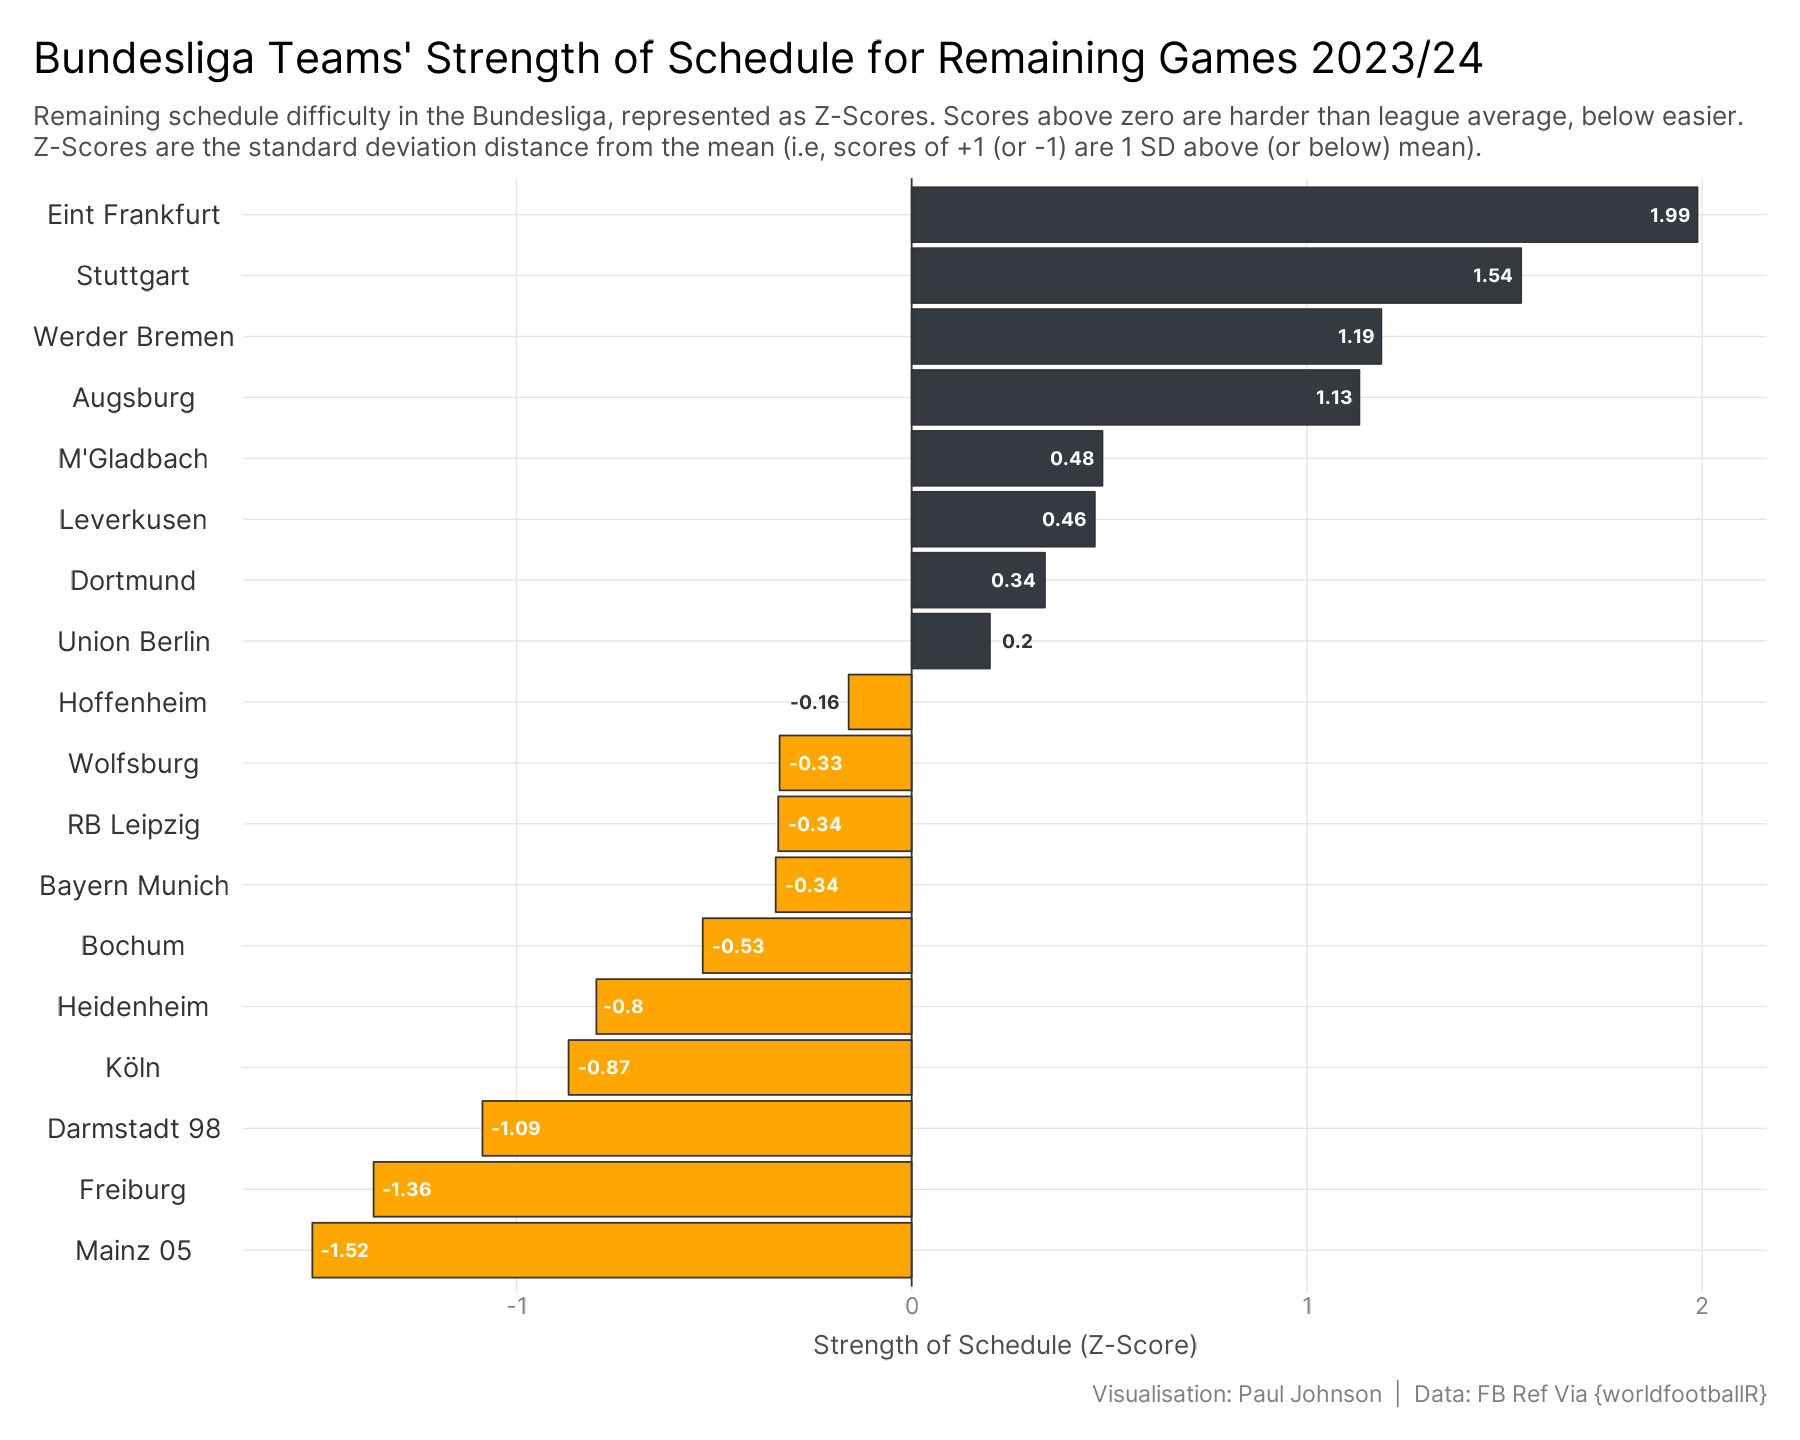 Bundesliga Teams' Strength of Schedule for Remaining Games 2023/24
Remaining schedule difficulty in the Bundesliga, represented as Z-Scores. Scores above zero are harder than league average, below easier.
Z-Scores are the standard deviation distance from the mean (i.e, scores of +1 (or -1) are 1 SD above (or below) mean).
Eint Frankfurt 1.99
Stuttgart 1.54
Werder Bremen 1.19
Augsburg 1.13
M'Gladbach 0.48
Leverkusen 0.46
Dortmund 0.34
Union Berlin 0.2
Hoffenheim -0.16
Wolfsburg -0.33
RB Leipzig -0.34
Bayern Munich -0.34
Bochum -0.53
Heidenheim -0.8
Köln -0.87
Darmstadt 98 -1.09
Freiburg -1.36
Mainz 05 -1.52
-1 0 1 2
Strength of Schedule (Z-Score)
Visualisation: Paul Johnson | Data: FB Ref Via {worldfootballR}